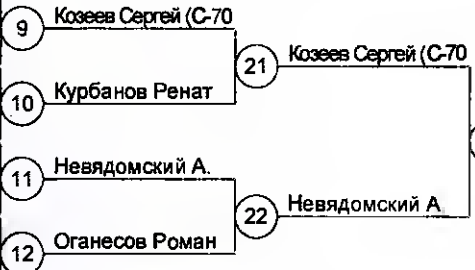 9 Козеев Сергей (С-70
21 Козеев Сергей (С-70
10 Курбанов Ренат
11 Невядомский А.
22 Невядомский А
12 Оганесов Роман